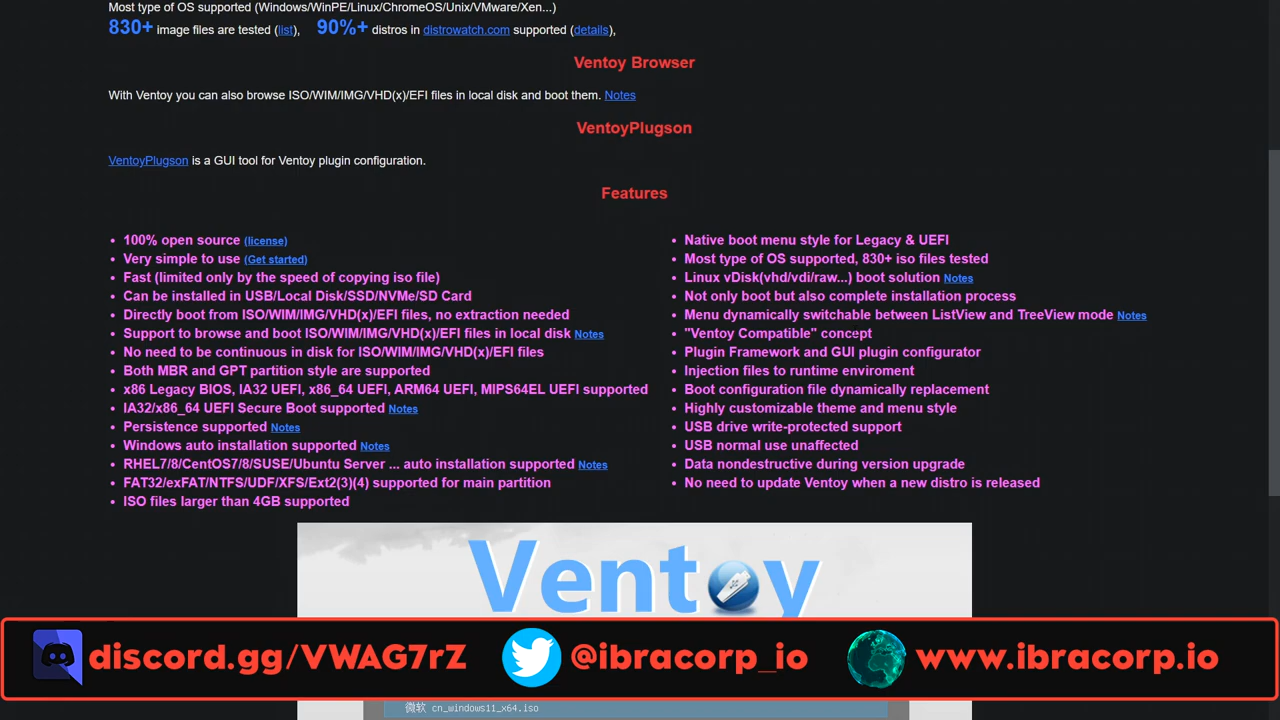 Most type of OS supported (Windows/WinPE/Linux/ChromeOS/Unix/VMware/Xen...)
830+ image files are tested (list), 90%+ distros in distrowatch.com supported (details),
Ventoy Browser
With Ventoy you can also browse ISO/WIM/IMG/VHD(x)/EFI files in local disk and boot them. Notes
VentoyPlugson
VentoyPlugson is a GUI tool for Ventoy plugin configuration.
Features
100% open source (license)
Very simple to use (Get started)
Fast (limited only by the speed of copying iso file)
Can be installed in USB/Local Disk/SSD/NVMe/SD Card
Directly boot from ISO/WIM/IMG/VHD(x)/EFI files, no extraction needed
Support to browse and boot ISO/WIM/IMG/VHD(x)/EFI files in local disk Notes
No need to be continuous in disk for ISO/WIM/IMG/VHD(x)/EFI files
Both MBR and GPT partition style are supported
x86 Legacy BIOS, IA32 UEFI, x86_64 UEFI, ARM64 UEFI, MIPS64EL UEFI supported
IA32/x86_64 UEFI Secure Boot supported Notes
Persistence supported Notes
Windows auto installation supported Notes
RHEL7/8/CentOS7/8/SUSE/Ubuntu Server ... auto installation supported Notes
FAT32/exFAT/NTFS/UDF/XFS/Ext2(3)(4) supported for main partition
ISO files larger than 4GB supported
Native boot menu style for Legacy & UEFI
Most type of OS supported, 830+ iso files tested
Linux vDisk(vhd/vdi/raw...) boot solution Notes
Not only boot but also complete installation process
Menu dynamically switchable between ListView and TreeView mode Notes
"Ventoy Compatible" concept
Plugin Framework and GUI plugin configurator
Injection files to runtime enviroment
Boot configuration file dynamically replacement
Highly customizable theme and menu style
USB drive write-protected support
USB normal use unaffected
Data nondestructive during version upgrade
No need to update Ventoy when a new distro is released
Ventoy
discord.gg/VWAG7rZ @ibracorp_io www.ibracorp.io
微软 cn_windows11_x64.iso